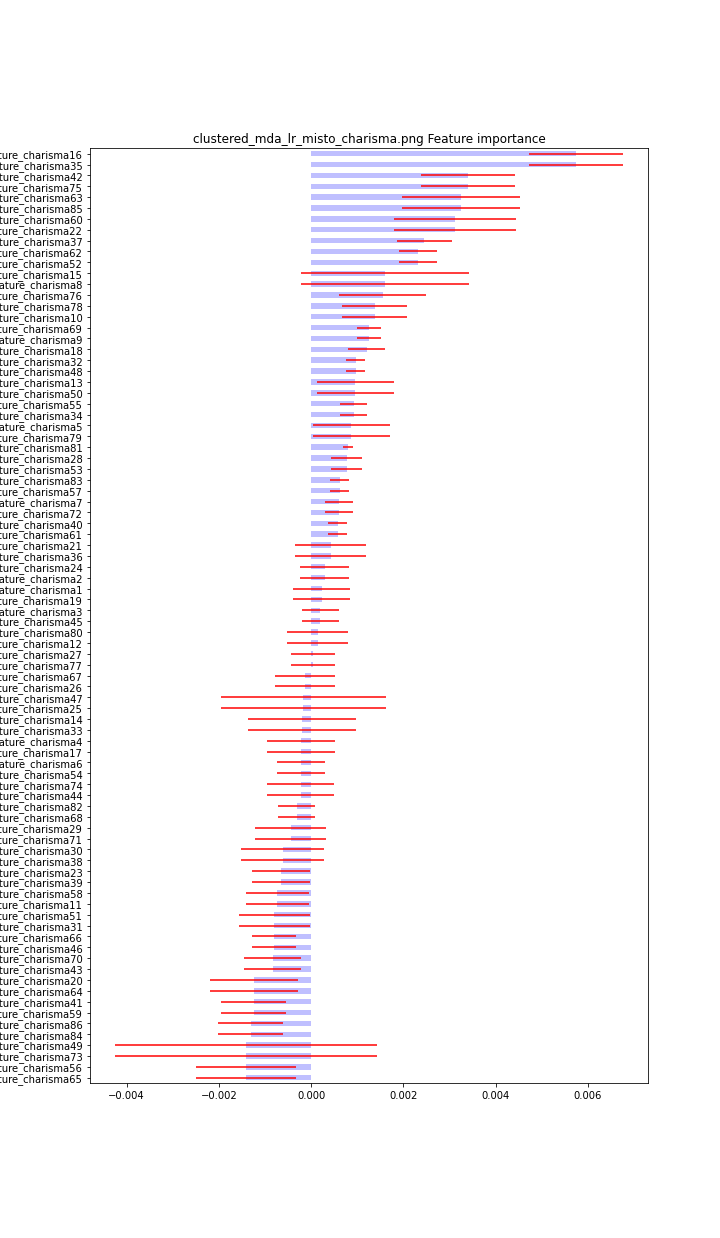 clustered_mda_lr_misto_charisma.png Feature importance
ture_charisma16
ture_charisma35
ture_charisma42
ture_charisma75
ture_charisma63
ture_charisma85
ture_charisma60
ture_charisma22
ture_charisma37
ture_charisma62
ture_charisma52
ture_charisma15
ature_charisma8
ture_charisma76
ture_charisma78
ture_charisma10
ture_charisma69
ature_charisma9
ture_charisma18
ture_charisma32
ture_charisma48
ture_charisma13
ture_charisma50
ture_charisma55
ture_charisma34
ature_charisma5
ture_charisma79
ture_charisma81
ture_charisma28
ture_charisma53
ture_charisma83
ture_charisma57
ature_charisma7
ture_charisma72
ture_charisma40
ture_charisma61
ture_charisma21
ture_charisma36
ture_charisma24
ature_charisma2
ature_charisma1
ture_charisma19
ature_charisma3
ture_charisma45
ture_charisma80
ture_charisma12
ture_charisma27
ture_charisma77
ture_charisma67
ture_charisma26
ture_charisma47
ture_charisma25
ture_charisma14
ture_charisma33
ature_charisma4
ture_charisma17
ature_charisma6
ture_charisma54
ture_charisma74
ture_charisma44
ture_charisma82
ture_charisma68
ture_charisma29
ture_charisma71
ture_charisma30
ture_charisma38
ture_charisma23
ture_charisma39
ture_charisma58
ture_charisma11
ture_charisma51
ture_charisma31
ture_charisma66
ture_charisma46
ture_charisma70
ture_charisma43
ture_charisma20
ture_charisma64
ture_charisma41
ture_charisma59
ture_charisma86
ture_charisma84
ture_charisma49
ture_charisma73
ture_charisma56
ture_charisma65
−0.004 −0.002 0.000 0.002 0.004 0.006